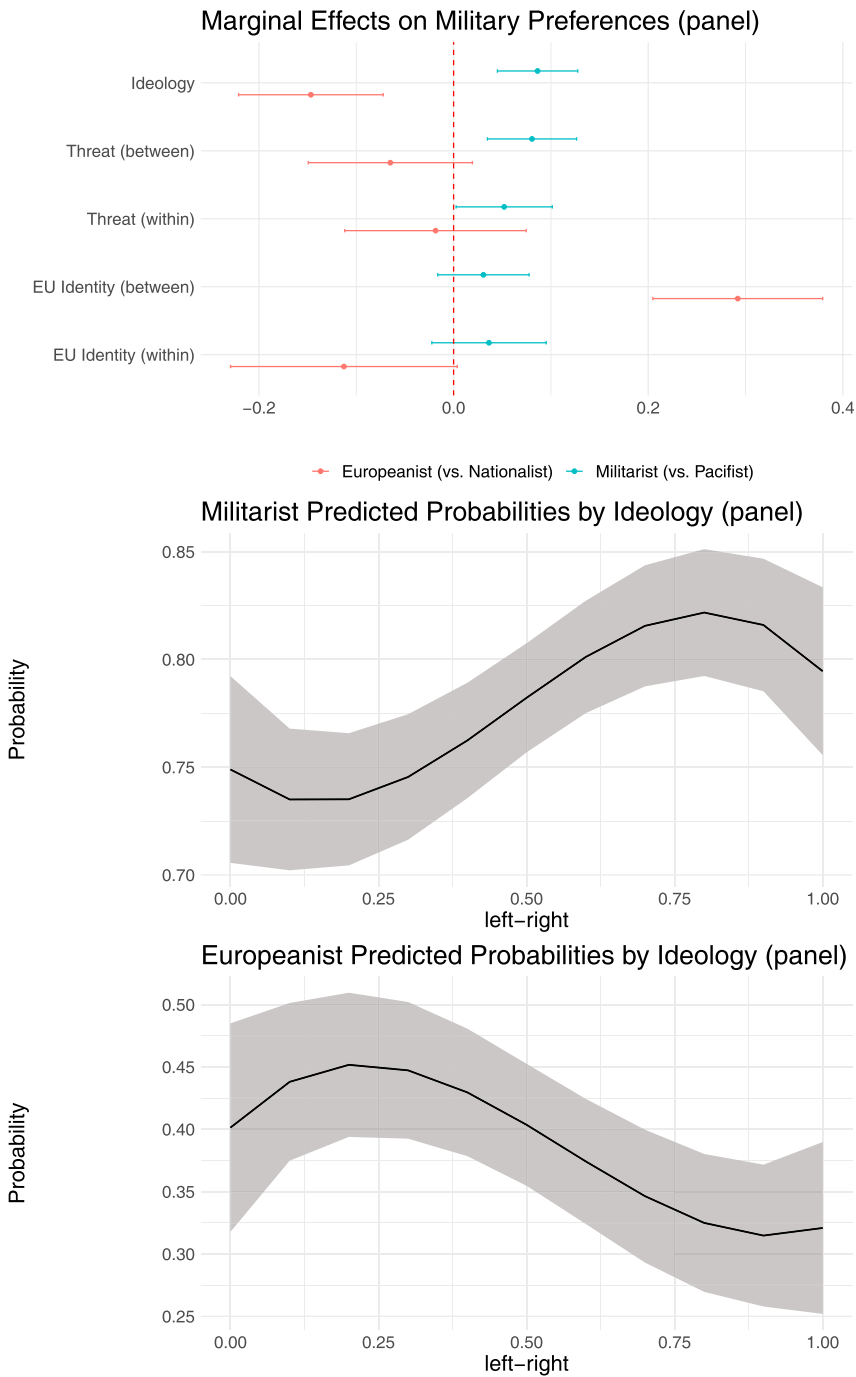 Marginal Effects on Military Preferences (panel)
Ideology
Threat (between)
Threat (within)
EU Identity (between)
EU Identity (within)
−0.2 0.0 0.2 0.4
Europeanist (vs. Nationalist) Militarist (vs. Pacifist)
Militarist Predicted Probabilities by Ideology (panel)
Probability
0.85
0.80
0.75
0.70
0.00 0.25 0.50 0.75 1.00
left−right
Europeanist Predicted Probabilities by Ideology (panel)
Probability
0.50
0.45
0.40
0.35
0.30
0.25
0.00 0.25 0.50 0.75 1.00
left−right